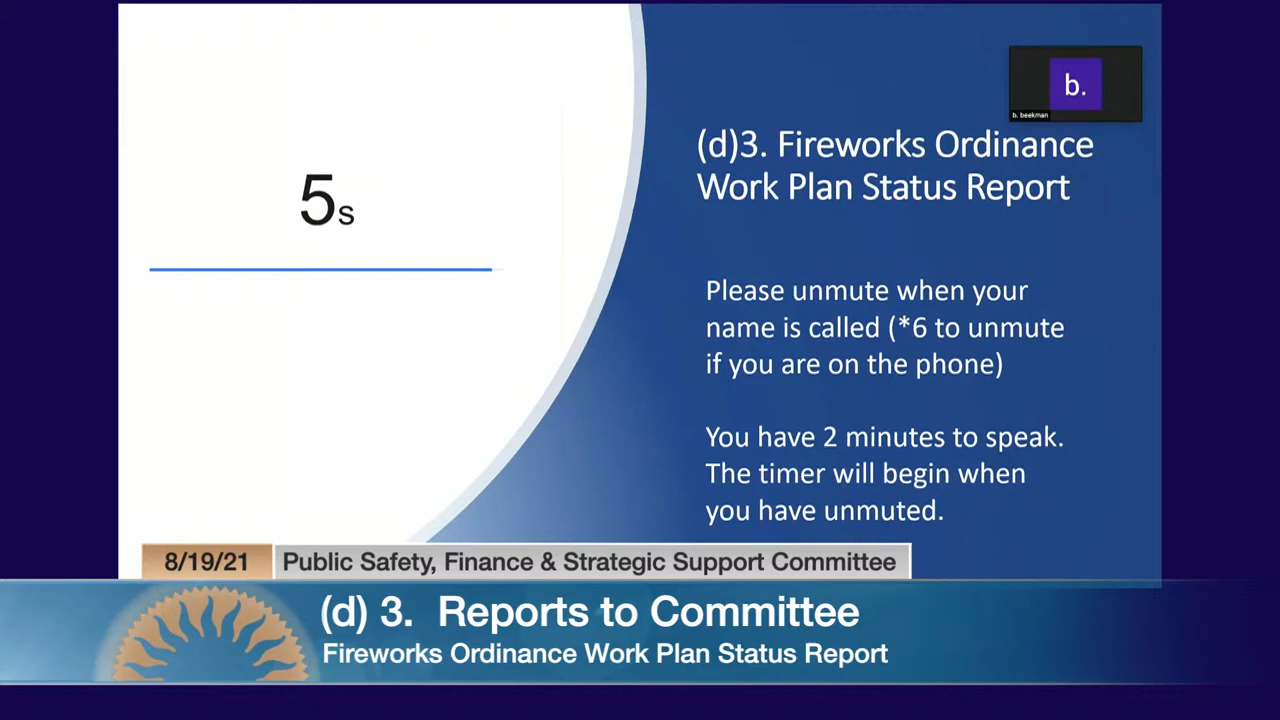 b.
b. beekman
(d)3. Fireworks Ordinance
Work Plan Status Report
5s
Please unmute when your
name is called (*6 to unmute
if you are on the phone)
You have 2 minutes to speak.
The timer will begin when
you have unmuted.
8/19/21 Public Safety, Finance & Strategic Support Committee
(d) 3. Reports to Committee
Fireworks Ordinance Work Plan Status Report